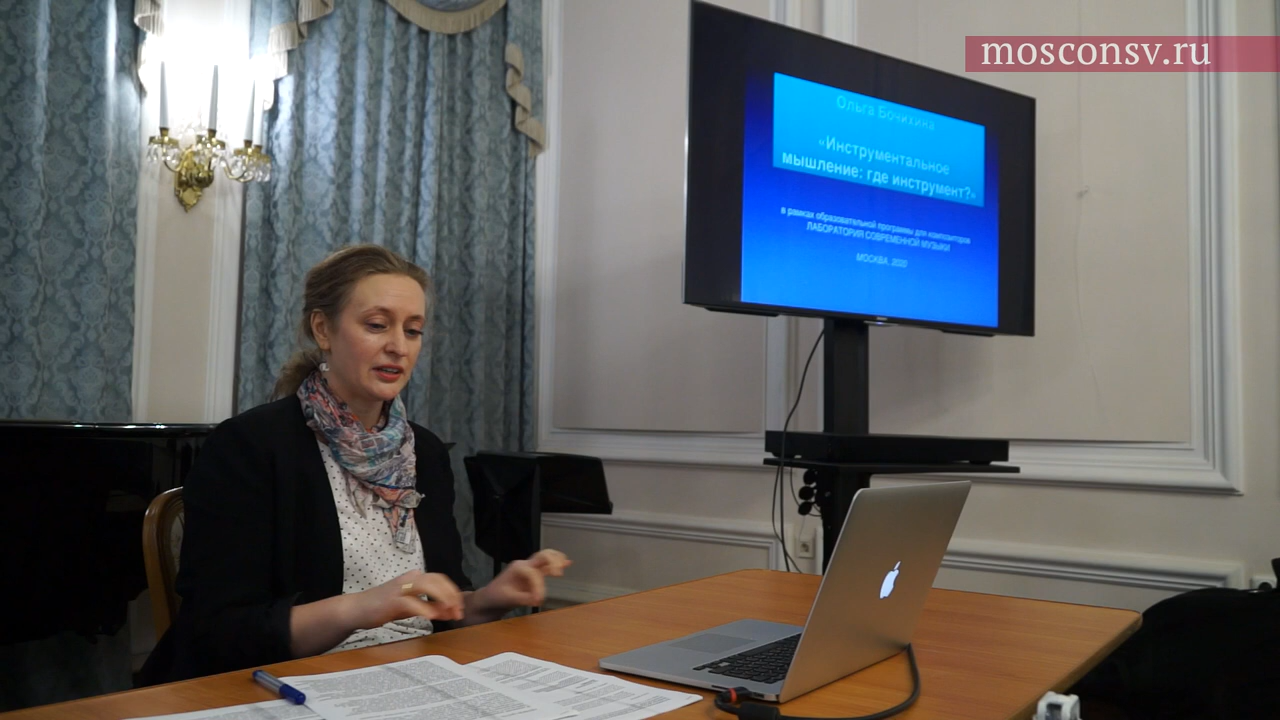 mosconsv.ru
Ольга Бочихина
«Инструментальное
мышление: где инструмент?»
в рамках образовательной программы для композиторов
ЛАБОРАТОРИЯ СОВРЕМЕННОЙ МУЗЫКИ
МОСКВА, 2020